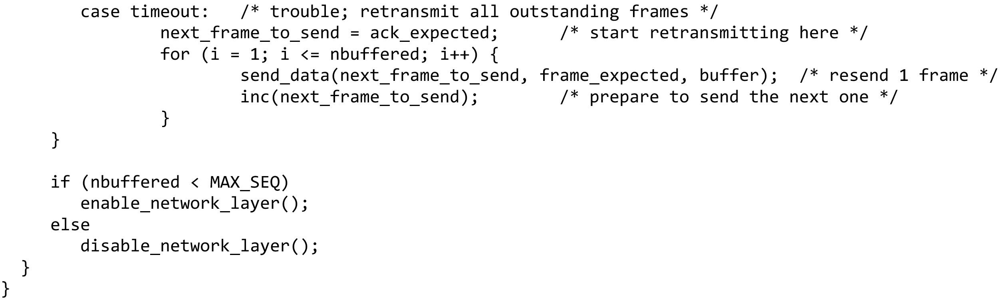 case timeout:   /* trouble; retransmit all outstanding frames */
next_frame_to_send = ack_expected;      /* start retransmitting here */
for (i = 1; i <= nbuffered; i++) {
send_data(next_frame_to_send, frame_expected, buffer);  /* resend 1 frame */
inc(next_frame_to_send);        /* prepare to send the next one */
}
}
if (nbuffered < MAX_SEQ)
enable_network_layer();
else
disable_network_layer();
}
}